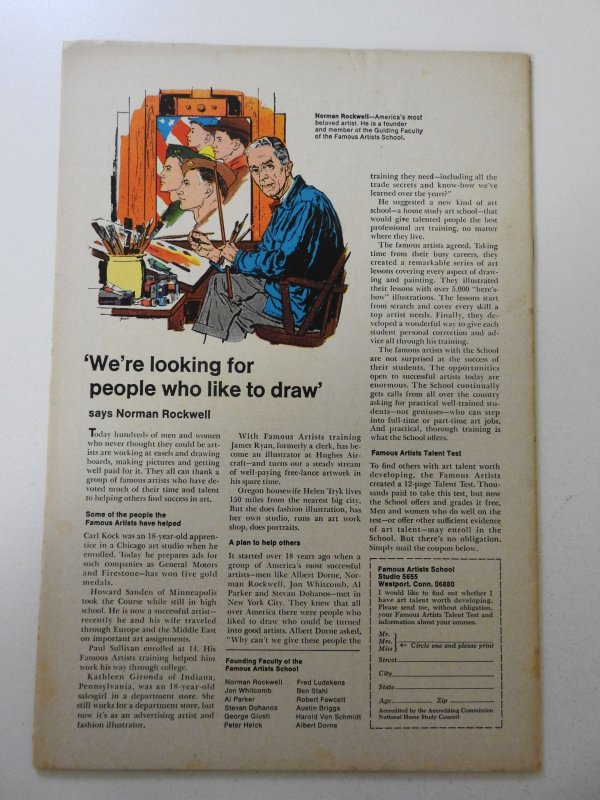 Norman Rockwell—America's most
beloved artist. He is a founder
and member of the Guiding Faculty
of the Famous Artists School.
'We're looking for
people who like to draw'
says Norman Rockwell
Today hundreds of men and women
who never thought they could be art-
ists are working at easels and drawing
boards, making pictures and getting
well paid for it. They all can thank a
group of famous artists who have de-
voted much of their time and talent
to helping others find success in art.
Some of the people the
Famous Artists have helped
Carl Kock was an 18-year-old appren-
tice in a Chicago art studio when he
enrolled. Today he prepares ads for
such companies as General Motors
and Firestone—has won five gold
medals.
Howard Sanden of Minneapolis
took the Course while still in high
school. He is now a successful artist—
recently he and his wife traveled
through Europe and the Middle East
on important art assignments.
Paul Sullivan enrolled at 14. His
Famous Artists training helped him
work his way through college.
Kathleen Gironda of Indiana,
Pennsylvania, was an 18-year-old
salesgirl in a department store. She
still works for a department store, but
now it's as an advertising artist and
fashion illustrator.
With Famous Artists training
James Ryan, formerly a clerk, has be-
come an illustrator at Hughes Air-
craft—and turns out a steady stream
of well-paying free-lance artwork in
his spare time.
Oregon housewife Helen Tryk lives
150 miles from the nearest big city.
But she does fashion illustration, has
her own studio, runs an art work
shop, does portraits.
A plan to help others
It started over 18 years ago when a
group of America's most successful
artists—men like Albert Dorne, Nor-
man Rockwell, Jon Whitcomb, Al
Parker and Stevan Dohanos—met in
New York City. They knew that all
over America there were people who
liked to draw who could be turned
into good artists. Albert Dorne asked,
"Why can't we give these people the
Founding Faculty of the
Famous Artists School
Norman Rockwell Fred Ludekens
Jon Whitcomb Ben Stahl
Al Parker Robert Fawcett
Stevan Dohanos Austin Briggs
George Giusti Harold Von Schmidt
Peter Helck Albert Dorne
training they need—including all the
trade secrets and know-how we've
learned over the years?"
He suggested a new kind of art
school—a home study art school—that
would give talented people the best
professional art training, no matter
where they live.
The famous artists agreed. Taking
time from their busy careers, they
created a remarkable series of art
lessons covering every aspect of draw-
ing and painting. They illustrated
their lessons with over 5,000 "here's-
how" illustrations. The lessons start
from scratch and cover every skill a
top artist needs. Finally, they de-
veloped a wonderful way to give each
student personal correction and ad-
vice all through his training.
The famous artists with the School
are not surprised at the success of
their students. The opportunities
open to successful artists today are
enormous. The School continually
gets calls from all over the country
asking for practical well-trained stu-
dents—not geniuses—who can step
into full-time or part-time art jobs.
And practical, thorough training is
what the School offers.
Famous Artists Talent Test
To find others with art talent worth
developing, the Famous Artists
created a 12-page Talent Test. Thou-
sands paid to take this test, but now
the School offers and grades it free.
Men and women who do well on the
test—or offer other sufficient evidence
of art talent—may enroll in the
School. But there's no obligation.
Simply mail the coupon below.
Famous Artists School
Studio 5655
Westport, Conn. 06880
I would like to find out whether I
have art talent worth developing.
Please send me, without obligation,
your Famous Artists Talent Test and
information about your courses.
Mr.
Mrs.
Miss ← Circle one and please print
Street
City
State
Age Zip
Accredited by the Accrediting Commission
National Home Study Council